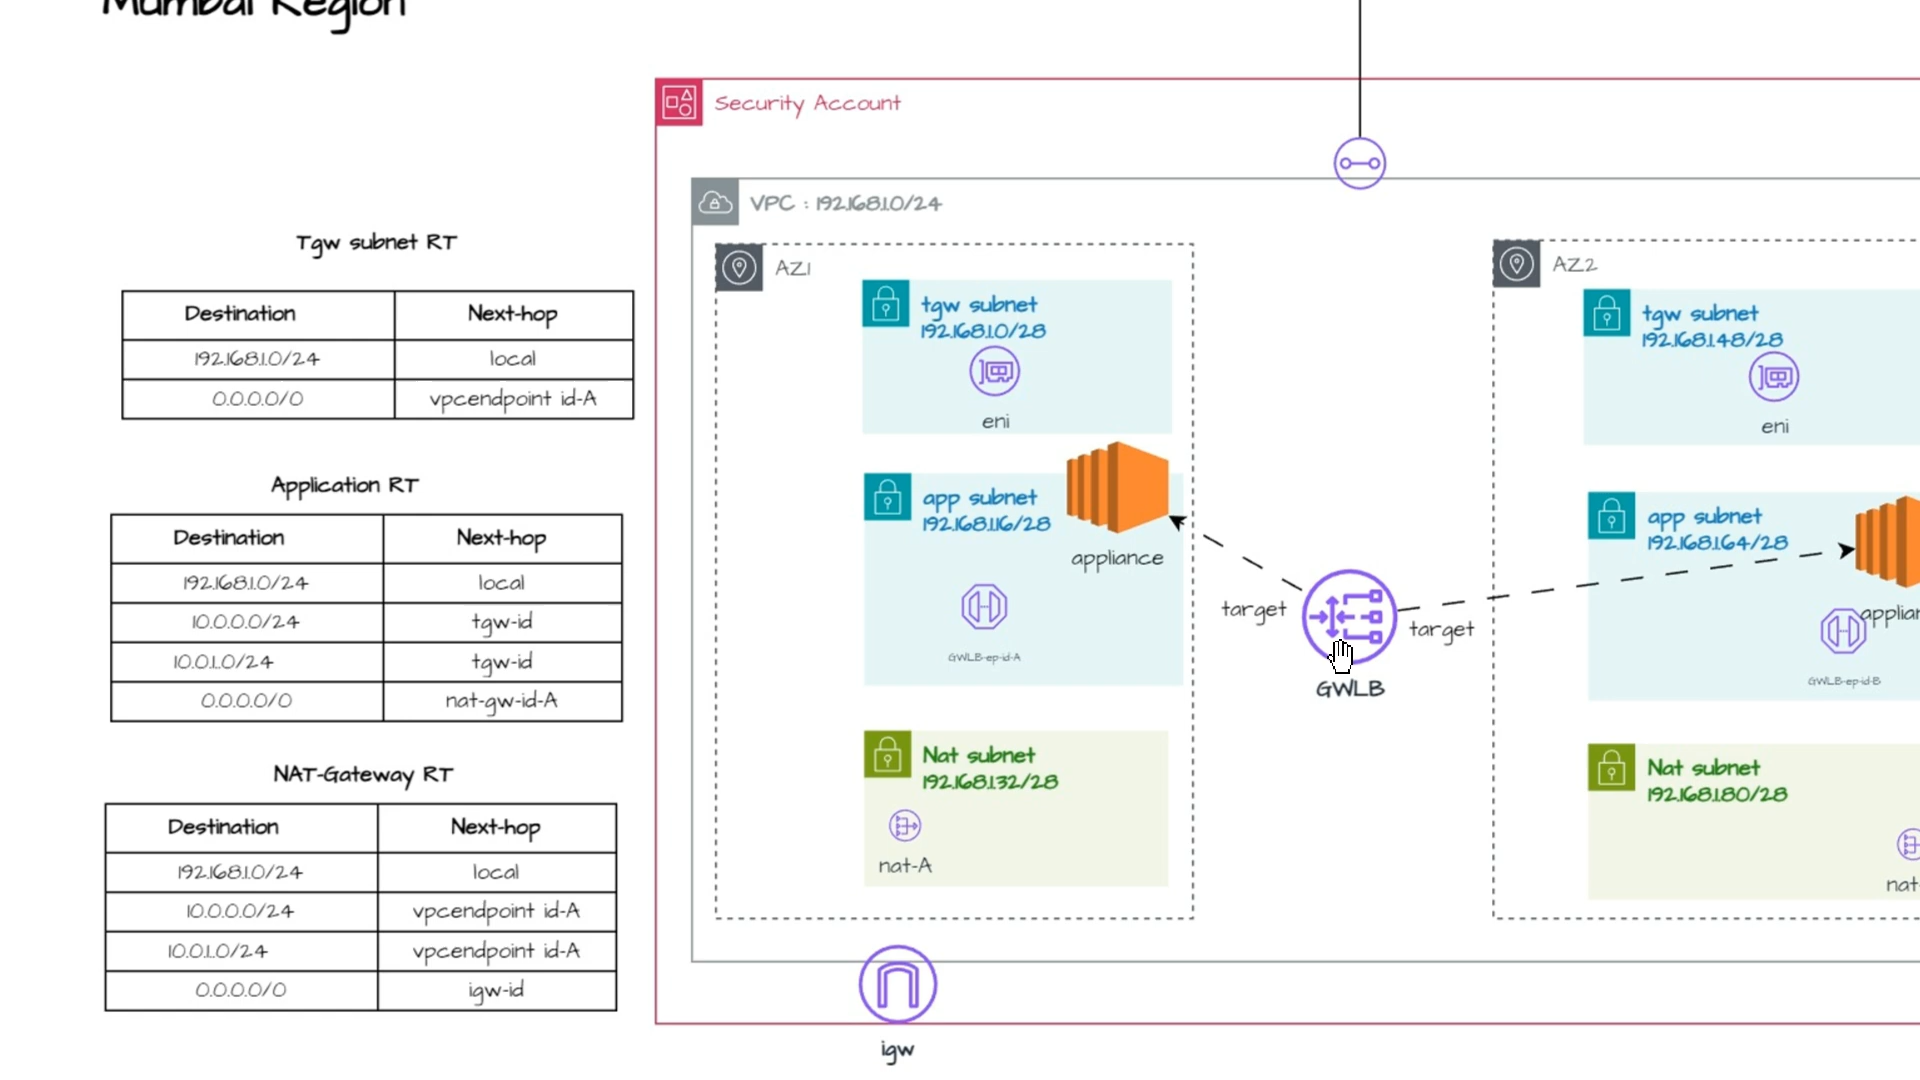 Mumbai Region
Security Account
VPC : 192.168.1.0/24
Tgw subnet RT
Destination Next-hop
192.168.1.0/24 local
0.0.0.0/0 vpcendpoint id-A
Application RT
Destination Next-hop
192.168.1.0/24 local
10.0.0.0/24 tgw-id
10.0.1.0/24 tgw-id
0.0.0.0/0 nat-gw-id-A
NAT-Gateway RT
Destination Next-hop
192.168.1.0/24 local
10.0.0.0/24 vpcendpoint id-A
10.0.1.0/24 vpcendpoint id-A
0.0.0.0/0 igw-id
AZ1
tgw subnet
192.168.1.0/28
eni
app subnet
192.168.1.16/28
appliance
GWLB-ep-id-A
Nat subnet
192.168.1.32/28
nat-A
igw
target
target
GWLB
AZ2
tgw subnet
192.168.1.48/28
eni
app subnet
192.168.1.64/28
applian
GWLB-ep-id-B
Nat subnet
192.168.1.80/28
nat-